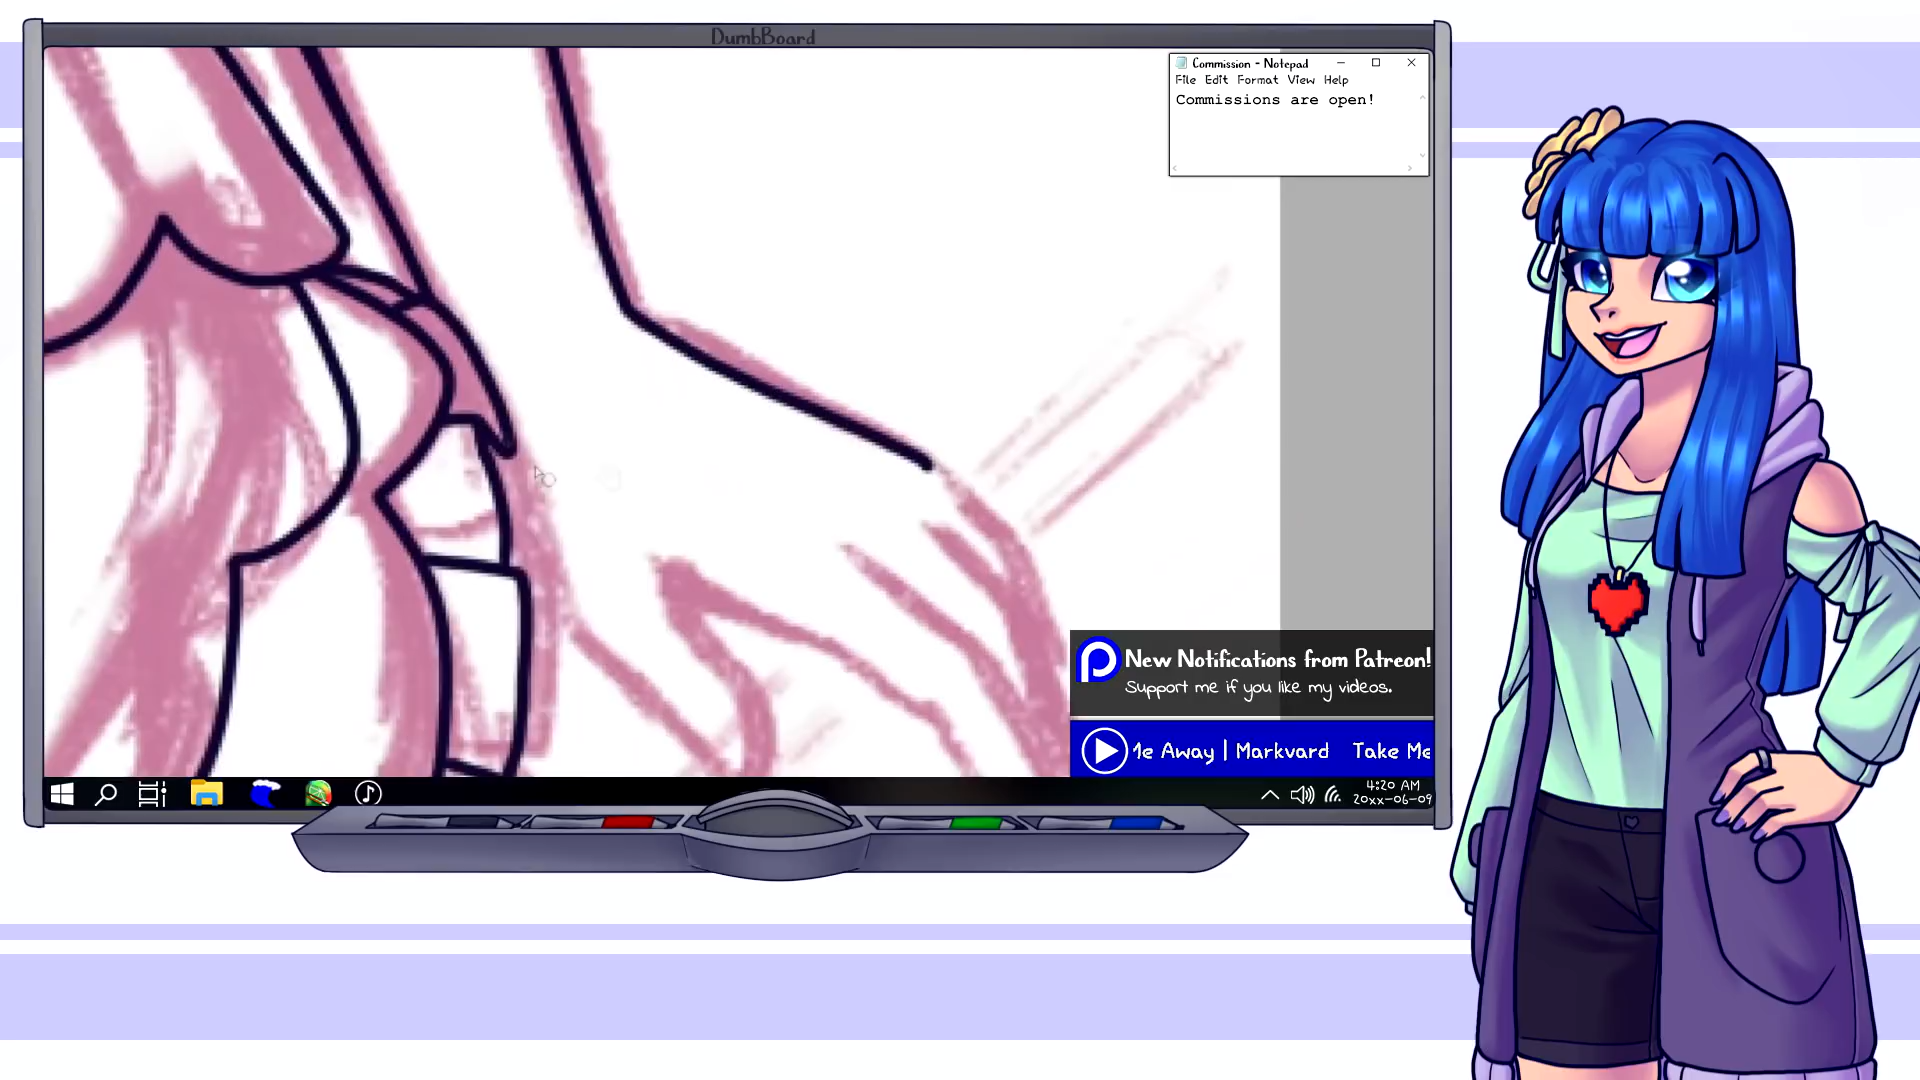 DumbBoard
Commission - Notepad
File Edit Format View Help
Commissions are open!
New Notifications from Patreon!
Support me if you like my videos.
Me Away | Markvard Take Me
4:20 AM
20xx-06-09